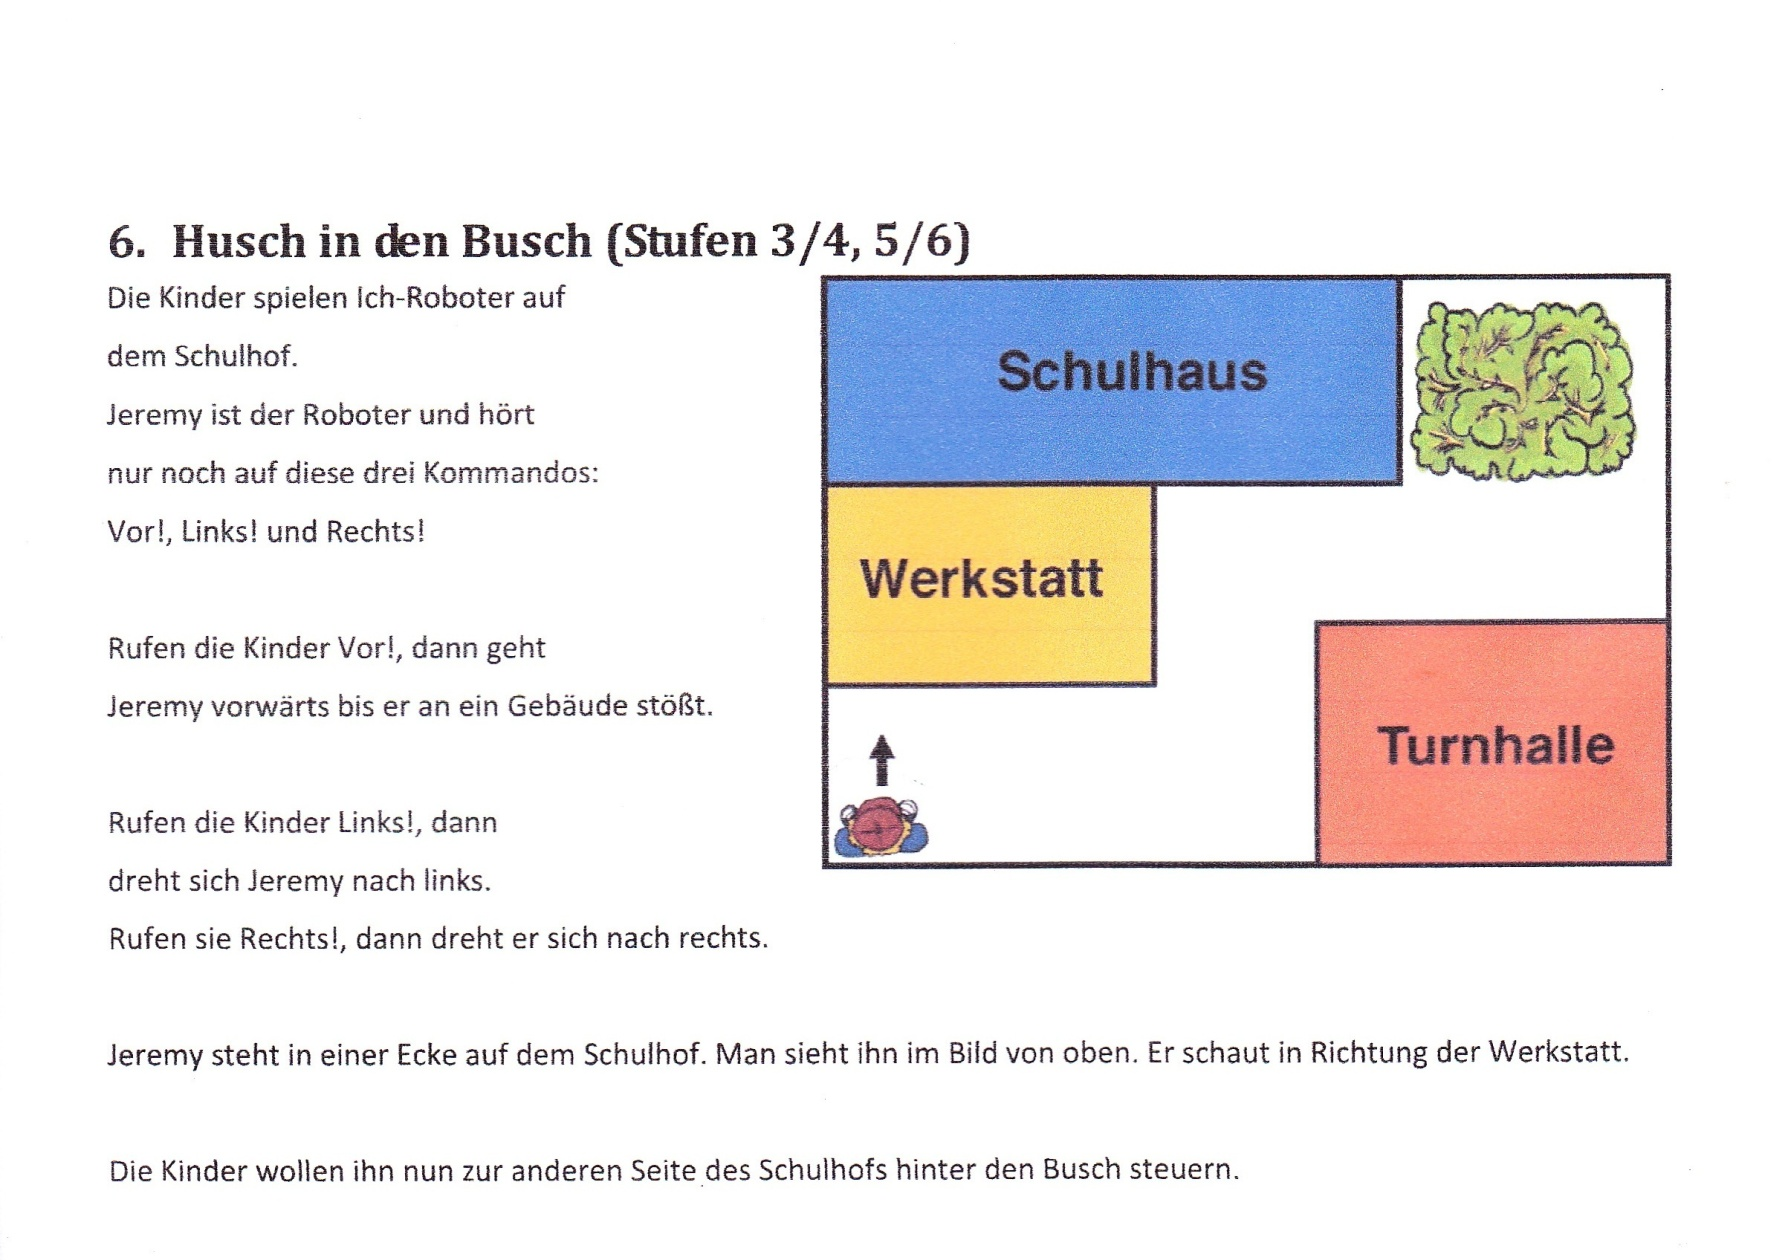 6. Husch in den Busch (Stufen 3/4, 5/6)
Die Kinder spielen Ich-Roboter auf
dem Schulhof.
Jeremy ist der Roboter und hört
nur noch auf diese drei Kommandos:
Vor!, Links! und Rechts!
Rufen die Kinder Vor!, dann geht
Jeremy vorwärts bis er an ein Gebäude stößt.
Rufen die Kinder Links!, dann
dreht sich Jeremy nach links.
Rufen sie Rechts!, dann dreht er sich nach rechts.
Schulhaus
Werkstatt
Turnhalle
Jeremy steht in einer Ecke auf dem Schulhof. Man sieht ihn im Bild von oben. Er schaut in Richtung der Werkstatt.
Die Kinder wollen ihn nun zur anderen Seite des Schulhofs hinter den Busch steuern.